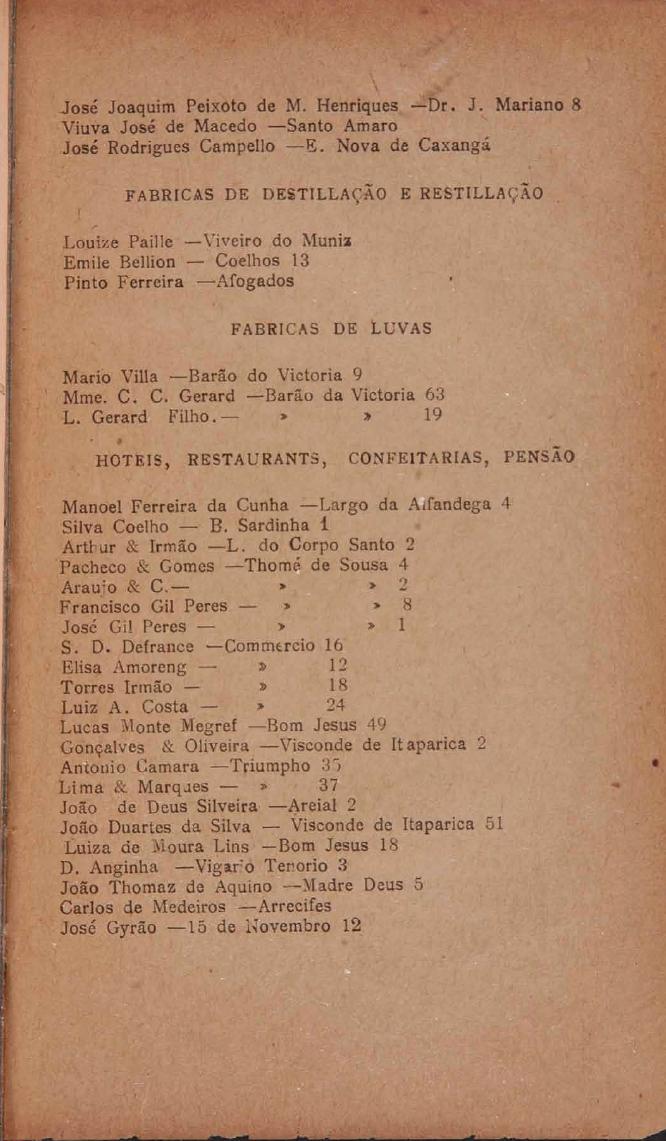 José Joaquim Peixoto de M. Henriques —Dr. J. Mariano 8
Viuva José de Macedo —Santo Amaro
José Rodrigues Campello —E. Nova de Caxangá
FABRICAS DE DESTILLAÇÃO E RESTILLAÇÃO
Louize Paille —Viveiro do Muniz
Emile Bellion — Coelhos 13
Pinto Ferreira —Afogados
FABRICAS DE LUVAS
Mario Villa —Barão do Victoria 9
Mme. C. C. Gerard —Barão da Victoria 63
L. Gerard Filho.— » » 19
HOTEIS, RESTAURANTS, CONFEITARIAS, PENSÃO
Manoel Ferreira da Cunha —Largo da Alfandega 4
Silva Coelho — B. Sardinha 1
Arthur & Irmão —L. do Corpo Santo 2
Pacheco & Gomes —Thomé de Sousa 4
Araujo & C.— » » 2
Francisco Gil Peres — » » 8
José Gil Peres — » » 1
S. D. Defrance —Commercio 16
Elisa Amoreng — » 12
Torres Irmão — » 18
Luiz A. Costa — » 24
Lucas Monte Megref —Bom Jesus 49
Gonçalves & Oliveira —Visconde de Itaparica 2
Antonio Camara —Triumpho 35
Lima & Marques — » 37
João de Deus Silveira —Areial 2
João Duartes da Silva — Visconde de Itaparica 51
Luiza de Moura Lins —Bom Jesus 18
D. Anginha —Vigario Tenorio 3
João Thomaz de Aquino —Madre Deus 5
Carlos de Medeiros —Arrecifes
José Gyrão —15 de Novembro 12